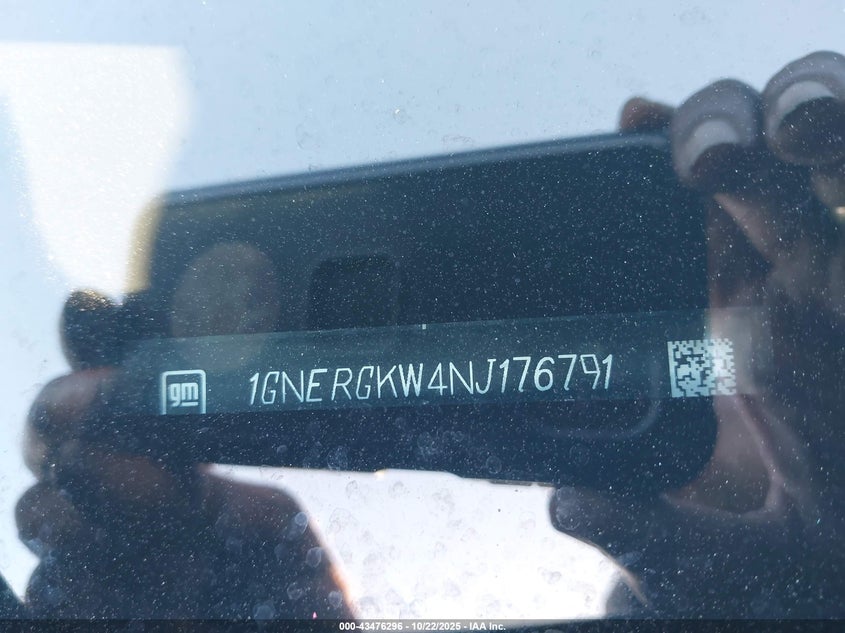 gm 1GNERGKW4NJ176791
000-43476296 - 10/22/2025 - IAA Inc.